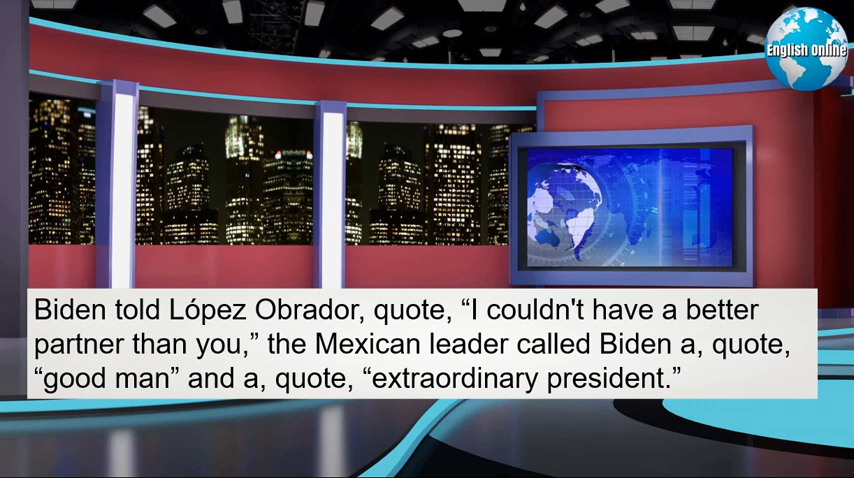 English Online
Biden told López Obrador, quote, “I couldn't have a better
partner than you,” the Mexican leader called Biden a, quote,
“good man” and a, quote, “extraordinary president.”